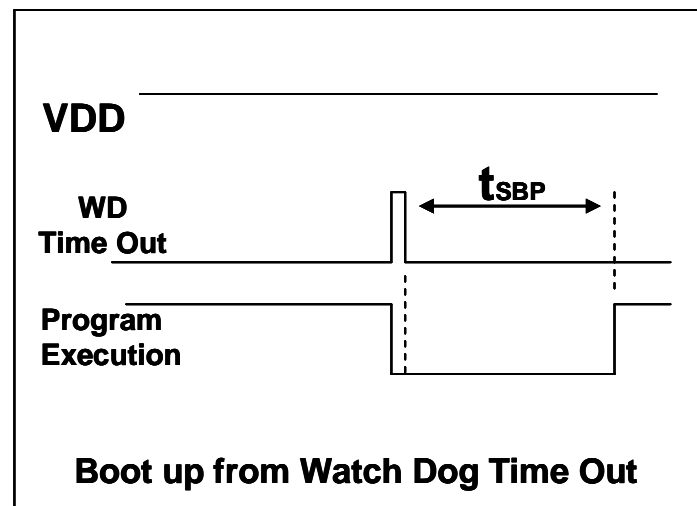 VDD
WD
Time Out
tSBP
Program
Execution
Boot up from Watch Dog Time Out